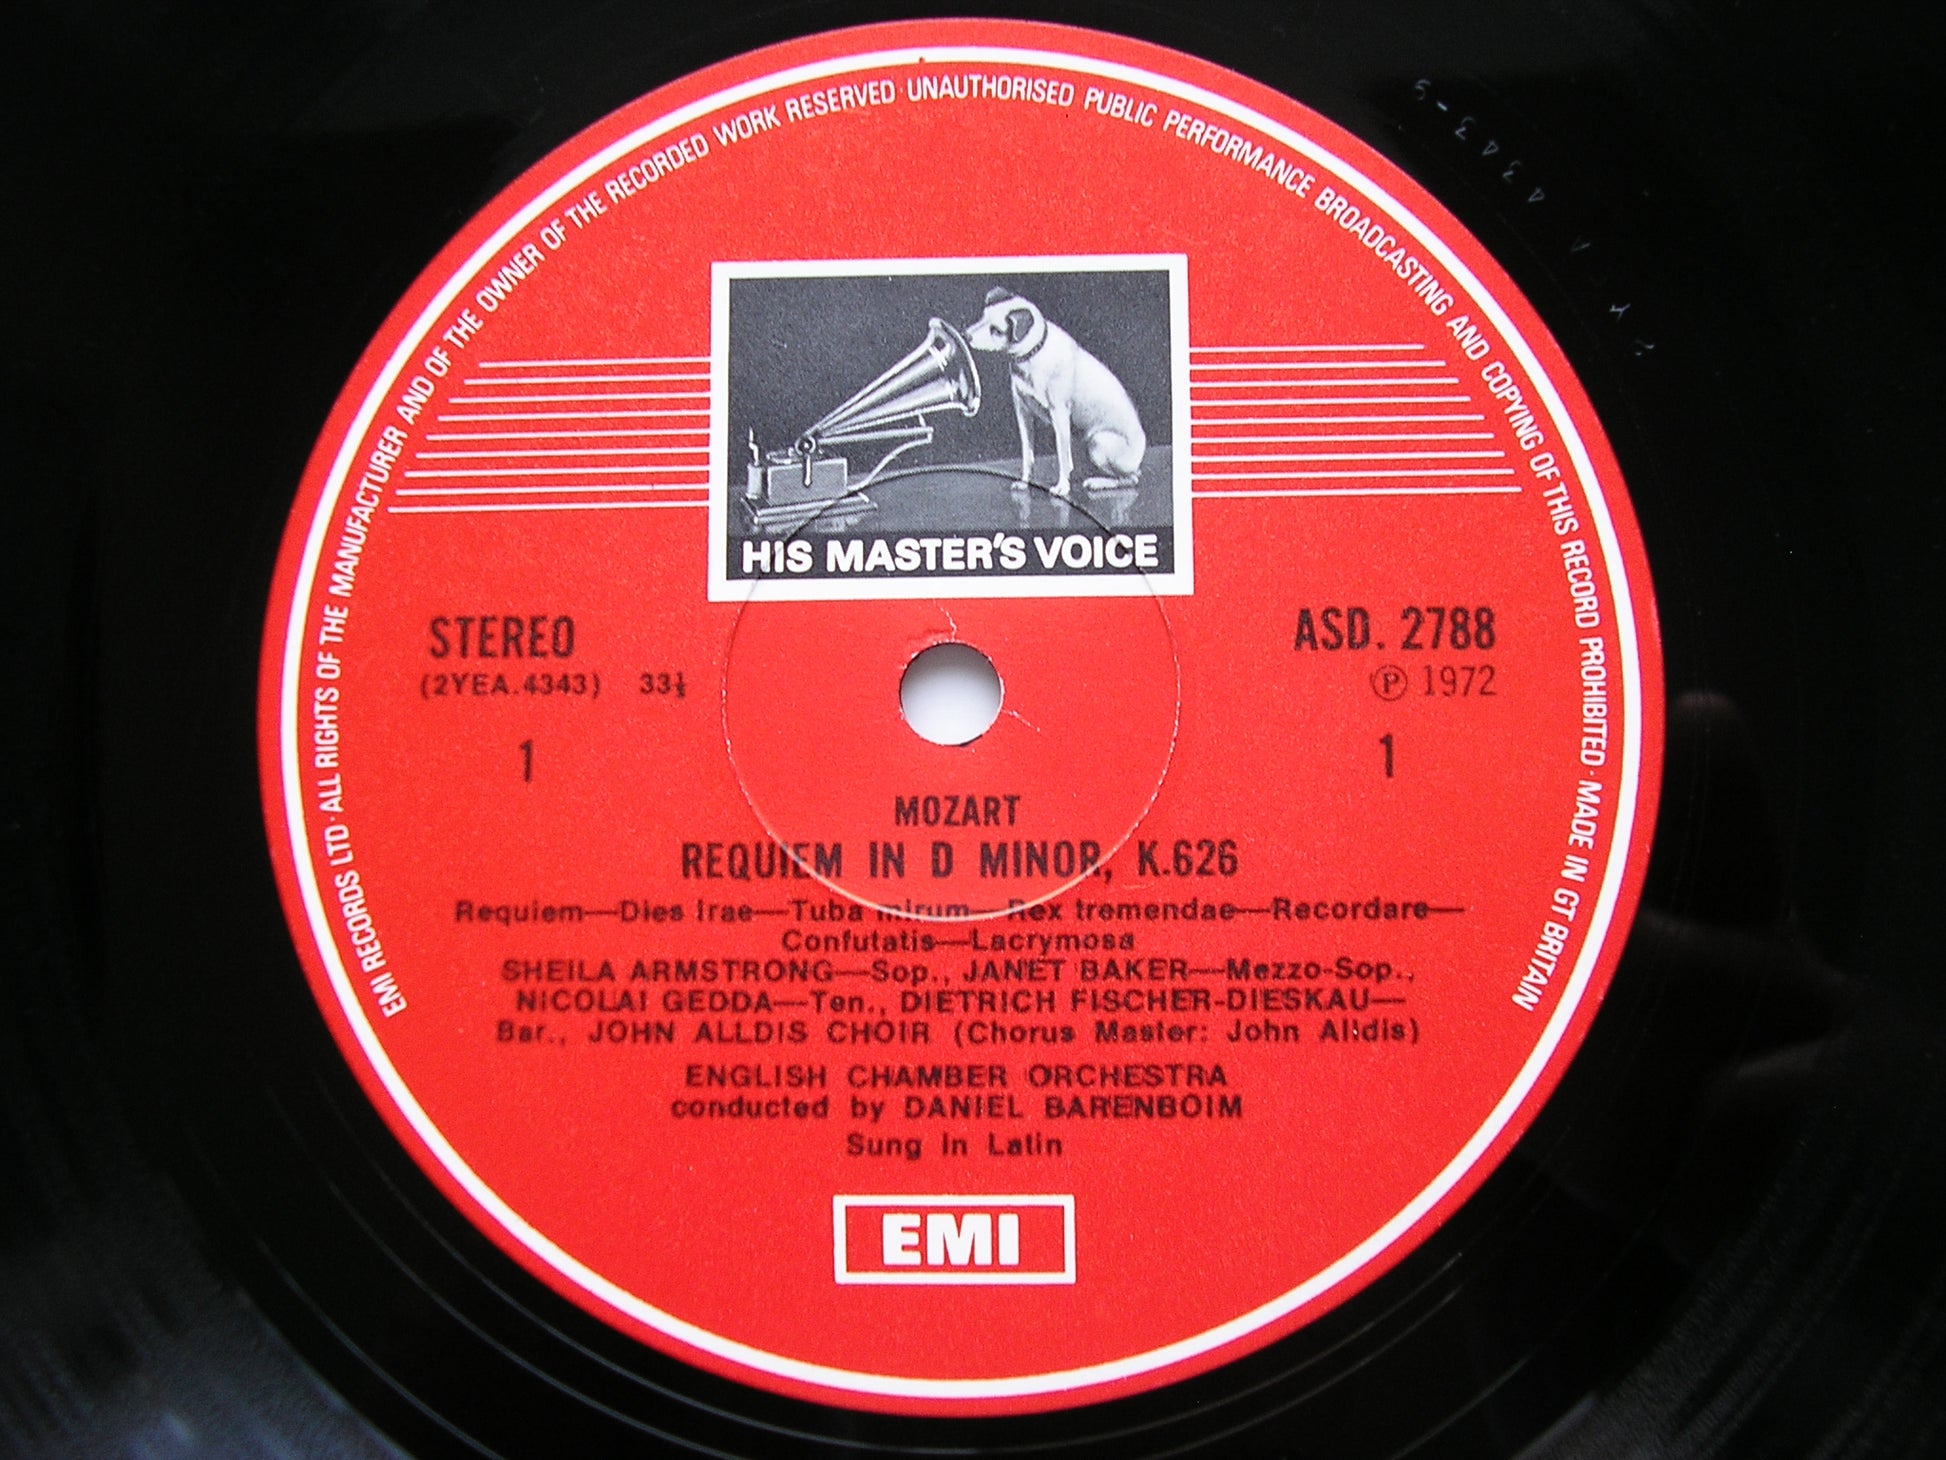 EMI RECORDS LTD · ALL RIGHTS OF THE MANUFACTURER AND OF THE OWNER OF THE RECORDED WORK RESERVED · UNAUTHORISED PUBLIC PERFORMANCE BROADCASTING AND COPYING OF THIS RECORD PROHIBITED · MADE IN GT BRITAIN
HIS MASTER'S VOICE
STEREO ASD. 2788
(2YEA.4343) 33⅓ ℗ 1972
1 1
MOZART
REQUIEM IN D MINOR, K.626
Requiem—Dies Irae—Tuba mirum—Rex tremendae—Recordare—
Confutatis—Lacrymosa
SHEILA ARMSTRONG—Sop., JANET BAKER—Mezzo-Sop.,
NICOLAI GEDDA—Ten., DIETRICH FISCHER-DIESKAU—
Bar., JOHN ALLDIS CHOIR (Chorus Master: John Alldis)
ENGLISH CHAMBER ORCHESTRA
conducted by DANIEL BARENBOIM
Sung in Latin
EMI